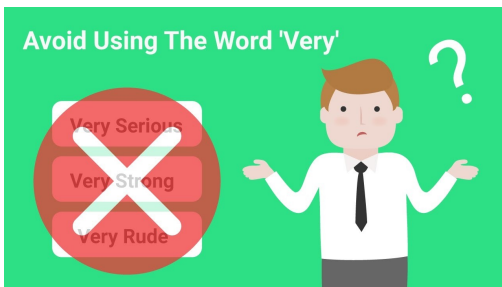 Avoid Using The Word 'Very'
?
Very Serious
Very Strong
Very Rude